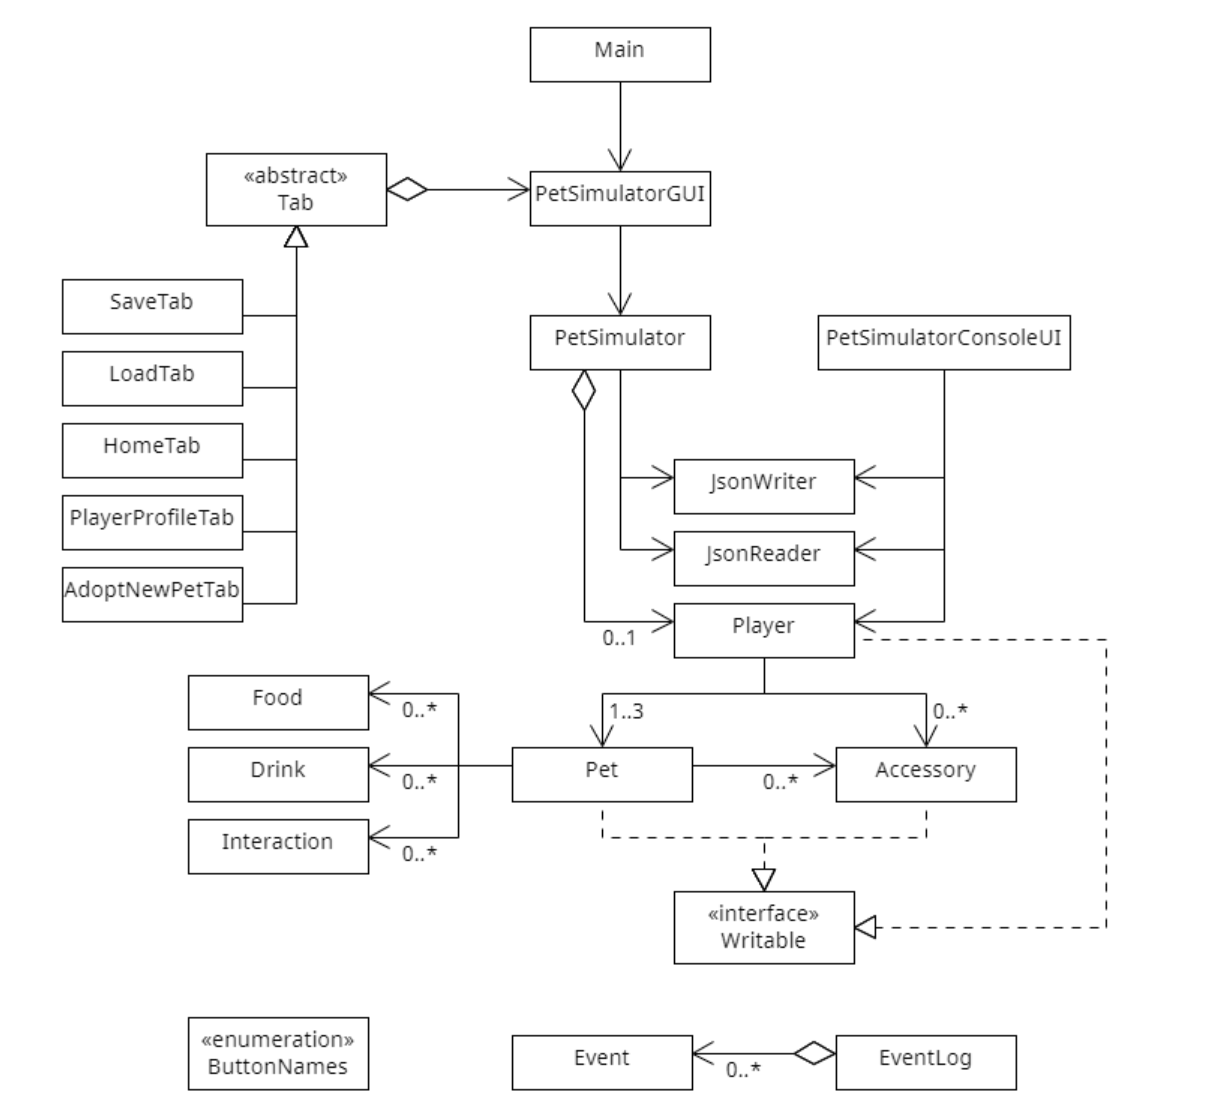 Main
«abstract»
Tab
PetSimulatorGUI
SaveTab
PetSimulator
PetSimulatorConsoleUI
LoadTab
HomeTab
JsonWriter
PlayerProfileTab
JsonReader
AdoptNewPetTab
Player
0..1
Food
0..*
1..3
0..*
Drink
0..*
Pet
0..*
Accessory
Interaction
0..*
«interface»
Writable
«enumeration»
ButtonNames
Event
0..*
EventLog